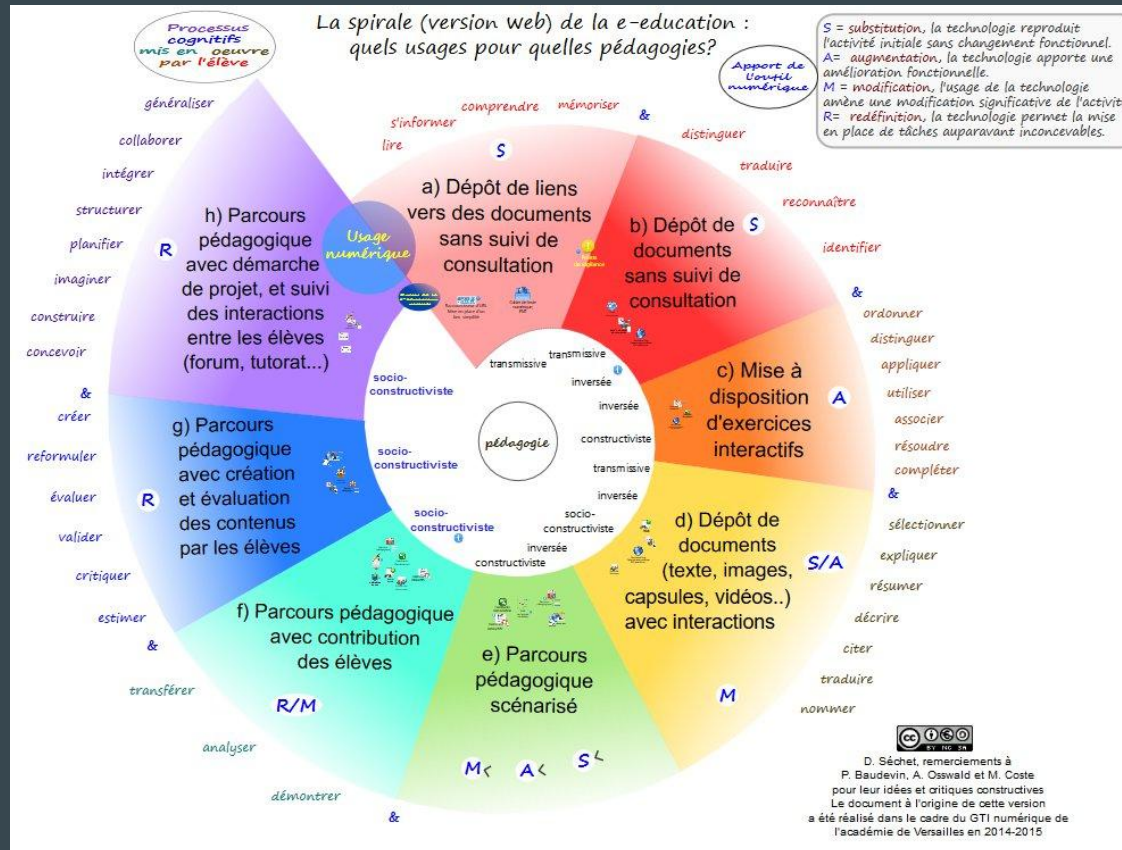 La spirale (version web) de la e-education :
quels usages pour quelles pédagogies?
Processus
cognitifs
mis en oeuvre
par l'élève
Apport de
l'outil
numérique
S = substitution, la technologie reproduit
l'activité initiale sans changement fonctionnel.
A= augmentation, la technologie apporte une
amélioration fonctionnelle.
M = modification, l'usage de la technologie
amène une modification significative de l'activit
R= redéfinition, la technologie permet la mise
en place de tâches auparavant inconcevables.
Usage
numérique
lire
s'informer
comprendre
mémoriser
&
S
a) Dépôt de liens
vers des documents
sans suivi de
consultation
distinguer
traduire
reconnaître
identifier
&
b) Dépôt de
documents
sans suivi de
consultation
S
ordonner
distinguer
appliquer
utiliser
associer
résoudre
compléter
&
c) Mise à
disposition
d'exercices
interactifs
A
sélectionner
expliquer
résumer
décrire
citer
traduire
nommer
d) Dépôt de
documents
(texte, images,
capsules, vidéos..)
avec interactions
S/A
M
e) Parcours
pédagogique
scénarisé
M<
A<
S<
&
démontrer
analyser
transférer
f) Parcours pédagogique
avec contribution
des élèves
R/M
&
estimer
critiquer
valider
évaluer
reformuler
créer
g) Parcours
pédagogique
avec création
et évaluation
des contenus
par les élèves
R
&
concevoir
construire
imaginer
planifier
structurer
intégrer
collaborer
généraliser
h) Parcours
pédagogique
avec démarche
de projet, et suivi
des interactions
entre les élèves
(forum, tutorat...)
R
pédagogie
transmissive
transmissive
inversée
inversée
constructiviste
transmissive
inversée
socio-
constructiviste
inversée
constructiviste
socio-
constructiviste
socio-
constructiviste
socio-
constructiviste
cc
BY NC SA
D. Séchet, remerciements à
P. Baudevin, A. Osswald et M. Coste
pour leur idées et critiques constructives
Le document à l'origine de cette version
a été réalisé dans le cadre du GTI numérique de
l'académie de Versailles en 2014-2015